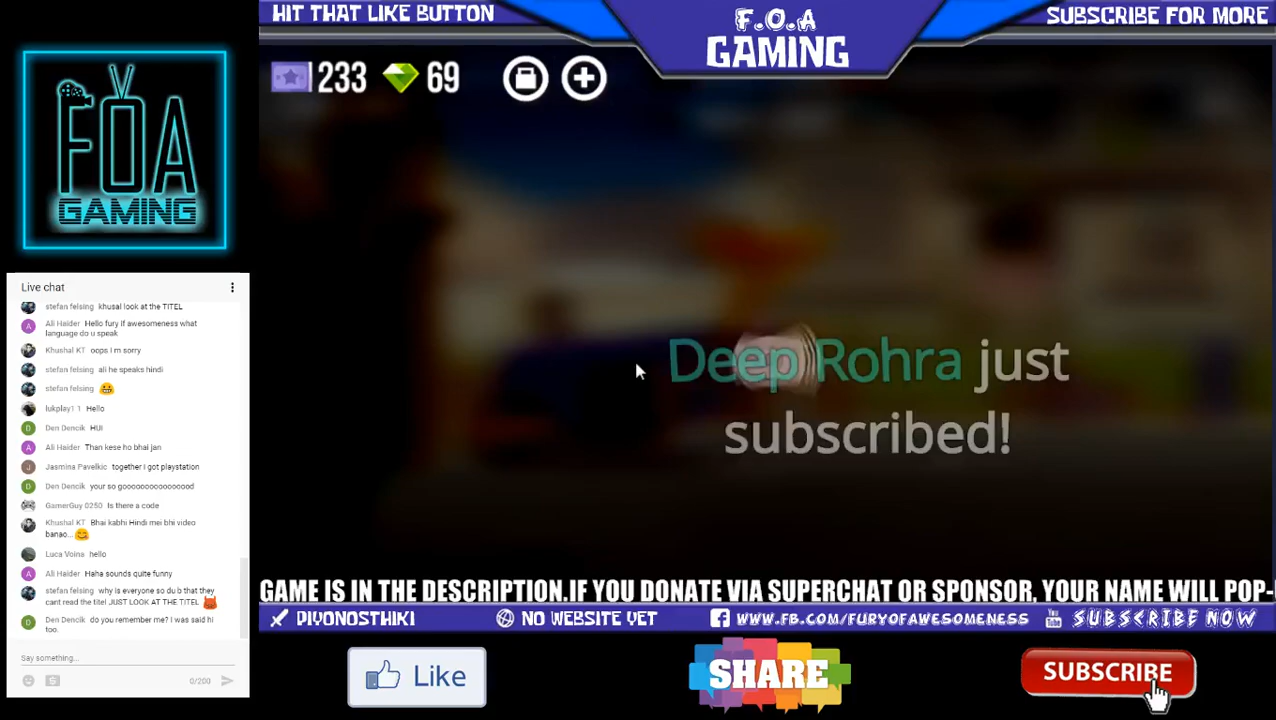 HIT THAT LIKE BUTTON
F.O.A
GAMING
SUBSCRIBE FOR MORE
233 69
FOA
GAMING
Deep Rohra just
subscribed!
Live chat
stefan felsing khusal look at the TITEL
Ali Haider Hello fury if awesomeness what
language do u speak
Khushal KT oops I m sorry
stefan felsing ali he speaks hindi
stefan felsing 😀
lukplay1 1 Hello
Den Dencik HUI
Ali Haider Than kese ho bhai jan
Jasmina Pavelkic together I got playstation
Den Dencik your so gooooooooooooooood
GamerGuy 0250 Is there a code
Khushal KT Bhai kabhi Hindi mei bhi video
banao...😊
Luca Voina hello
Ali Haider Haha sounds quite funny
stefan felsing why is everyone so du b that they
cant read the titel JUST LOOK AT THE TITEL
Den Dencik do you remember me? I was said hi
too.
Say something...
0/200
GAME IS IN THE DESCRIPTION.IF YOU DONATE VIA SUPERCHAT OR SPONSOR, YOUR NAME WILL POP-
PIYONOSTHIKI
NO WEBSITE YET
WWW.FB.COM/FURYOFAWESOMENESS
You Tube SUBSCRIBE NOW
Like
SHARE
SUBSCRIBE